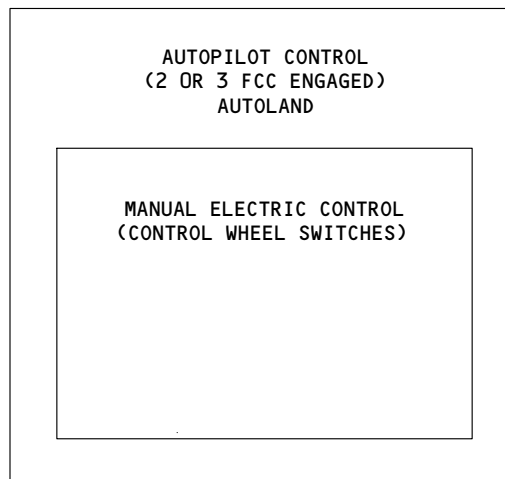 AUTOPILOT CONTROL
(2 OR 3 FCC ENGAGED)
AUTOLAND
MANUAL ELECTRIC CONTROL
(CONTROL WHEEL SWITCHES)